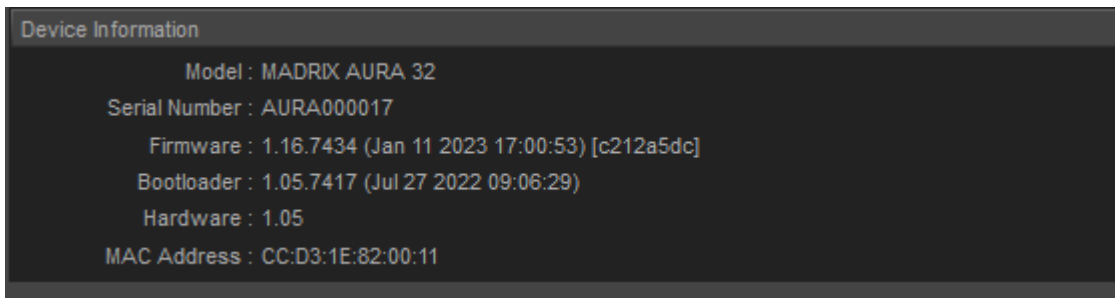 Device Information
Model : MADRIX AURA 32
Serial Number : AURA000017
Firmware : 1.16.7434 (Jan 11 2023 17:00:53) [c212a5dc]
Bootloader : 1.05.7417 (Jul 27 2022 09:06:29)
Hardware : 1.05
MAC Address : CC:D3:1E:82:00:11